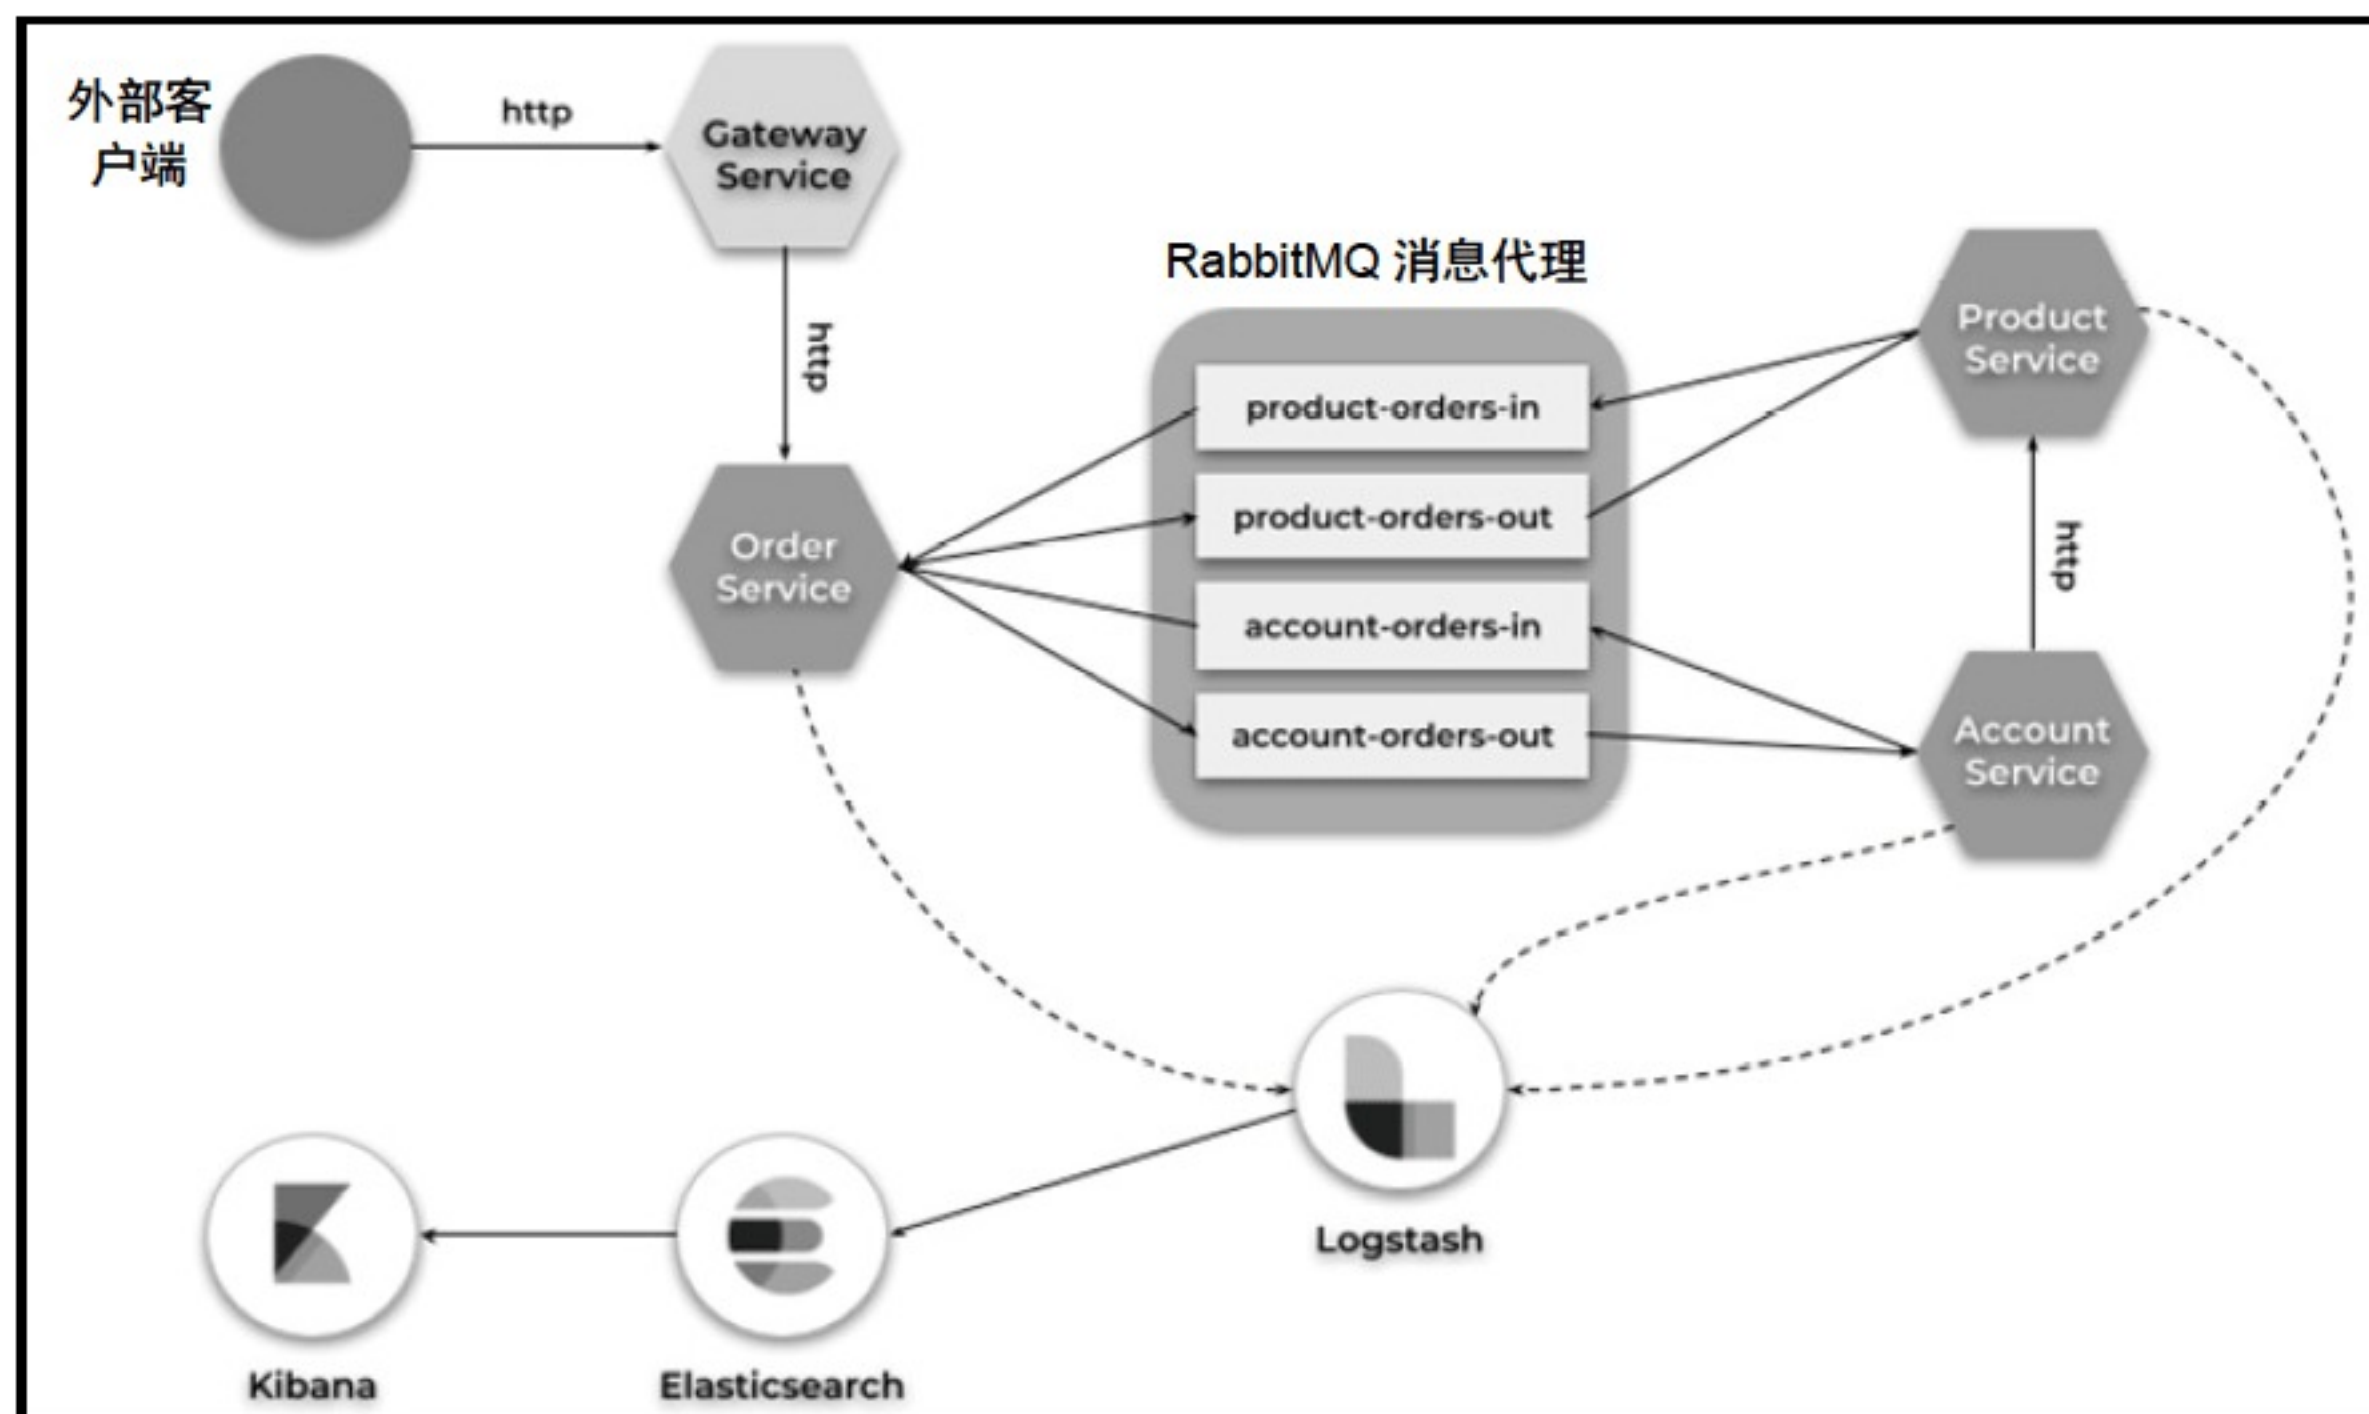 外部客
户端
http
Gateway
Service
http
RabbitMQ 消息代理
product-orders-in
product-orders-out
account-orders-in
account-orders-out
Product
Service
http
Order
Service
Account
Service
Logstash
Kibana
Elasticsearch